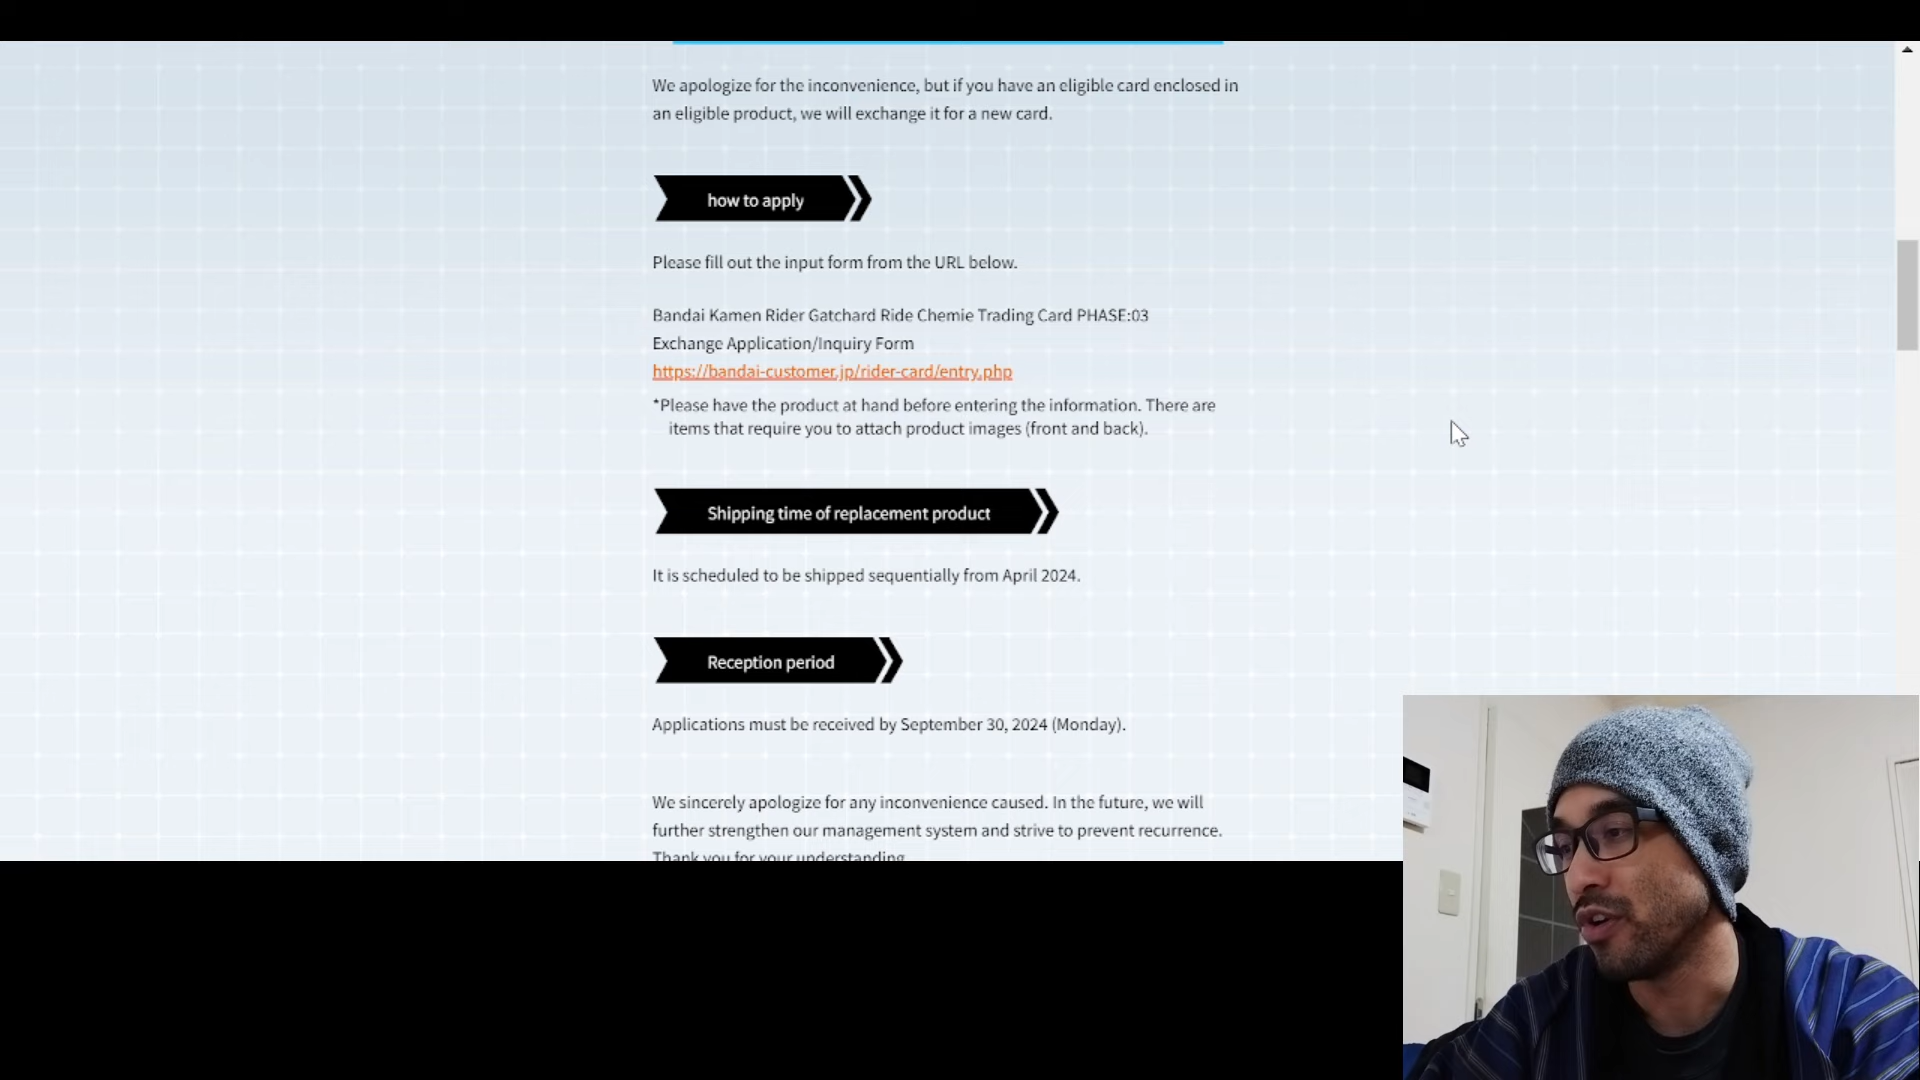 We apologize for the inconvenience, but if you have an eligible card enclosed in
an eligible product, we will exchange it for a new card.
how to apply
Please fill out the input form from the URL below.
Bandai Kamen Rider Gatchard Ride Chemie Trading Card PHASE:03
Exchange Application/Inquiry Form
https://bandai-customer.jp/rider-card/entry.php
*Please have the product at hand before entering the information. There are
items that require you to attach product images (front and back).
Shipping time of replacement product
It is scheduled to be shipped sequentially from April 2024.
Reception period
Applications must be received by September 30, 2024 (Monday).
We sincerely apologize for any inconvenience caused. In the future, we will
further strengthen our management system and strive to prevent recurrence.
Thank you for your understanding